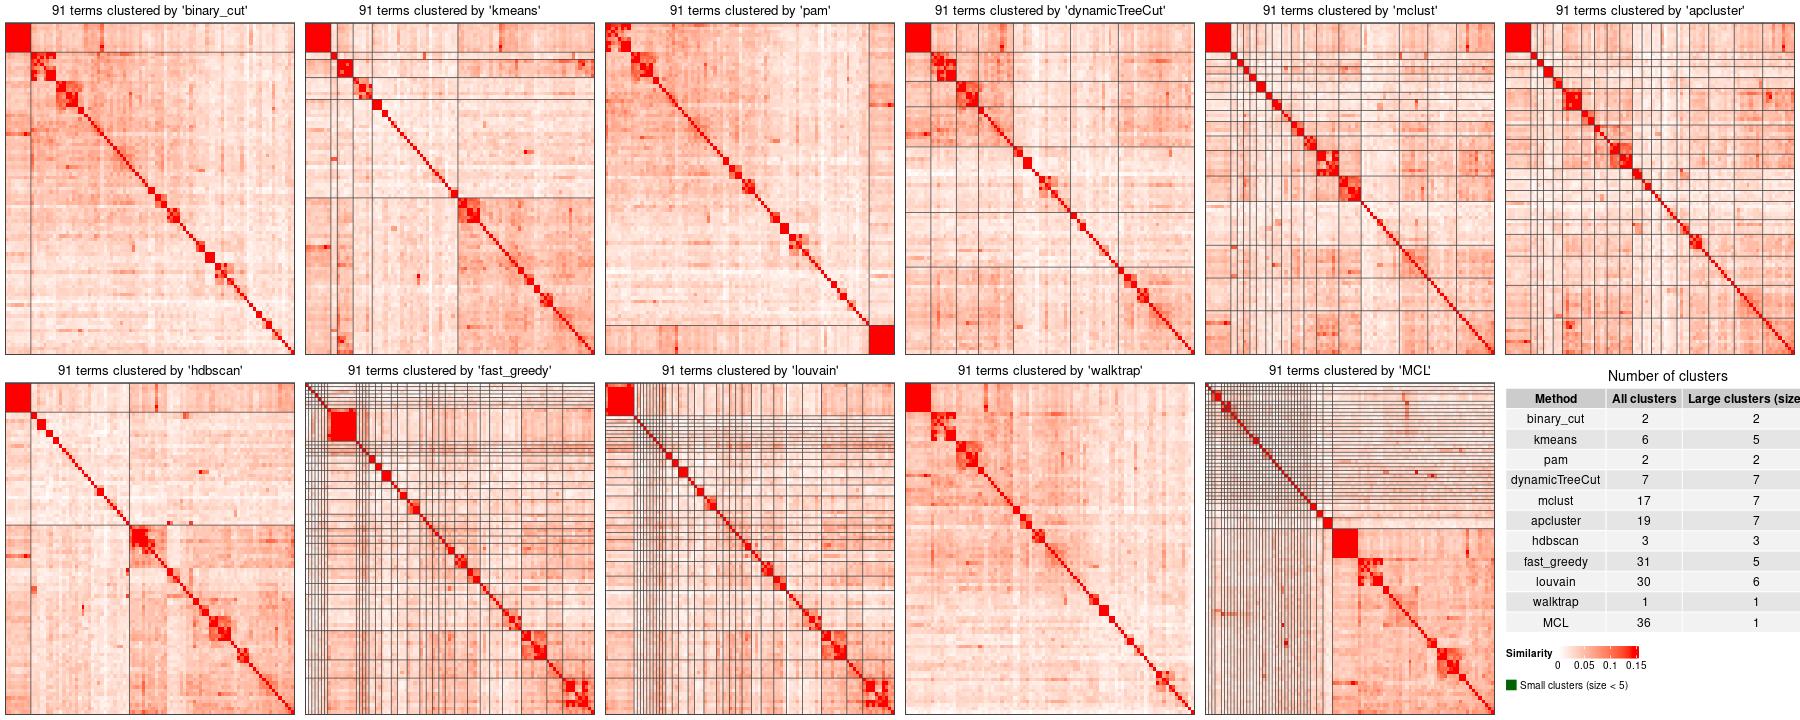 91 terms clustered by 'binary_cut'
91 terms clustered by 'kmeans'
91 terms clustered by 'pam'
91 terms clustered by 'dynamicTreeCut'
91 terms clustered by 'mclust'
91 terms clustered by 'apcluster'
91 terms clustered by 'hdbscan'
91 terms clustered by 'fast_greedy'
91 terms clustered by 'louvain'
91 terms clustered by 'walktrap'
91 terms clustered by 'MCL'
Number of clusters
Method All clusters Large clusters (size
binary_cut 2 2
kmeans 6 5
pam 2 2
dynamicTreeCut 7 7
mclust 17 7
apcluster 19 7
hdbscan 3 3
fast_greedy 31 5
louvain 30 6
walktrap 1 1
MCL 36 1
Similarity
0 0.05 0.1 0.15
Small clusters (size < 5)